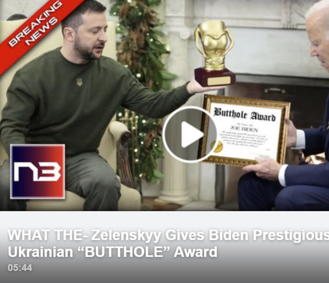 BREAKING
NEWS
Butthole Award
JOE BIDEN
n3
WHAT THE- Zelenskyy Gives Biden Prestigious
Ukrainian “BUTTHOLE” Award
05:44